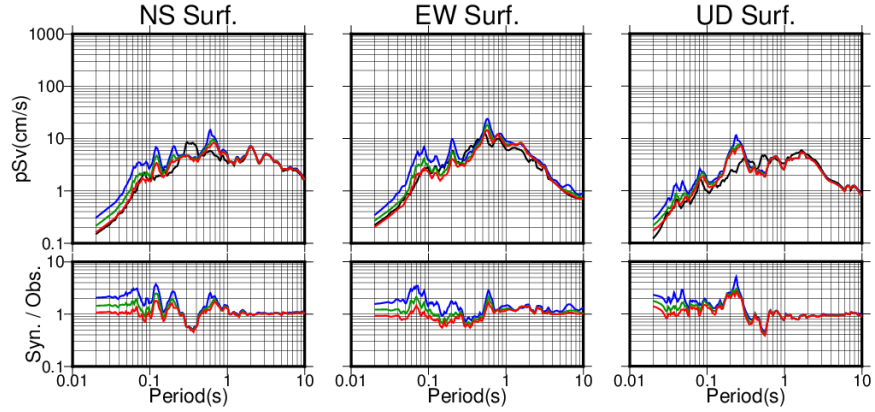 NS Surf. EW Surf. UD Surf.
1000
100
10
1
0.1
pSv(cm/s)
10
1
0.1
Syn. / Obs.
0.01 0.1 1 10 0.01 0.1 1 10 0.01 0.1 1 10
Period(s) Period(s) Period(s)